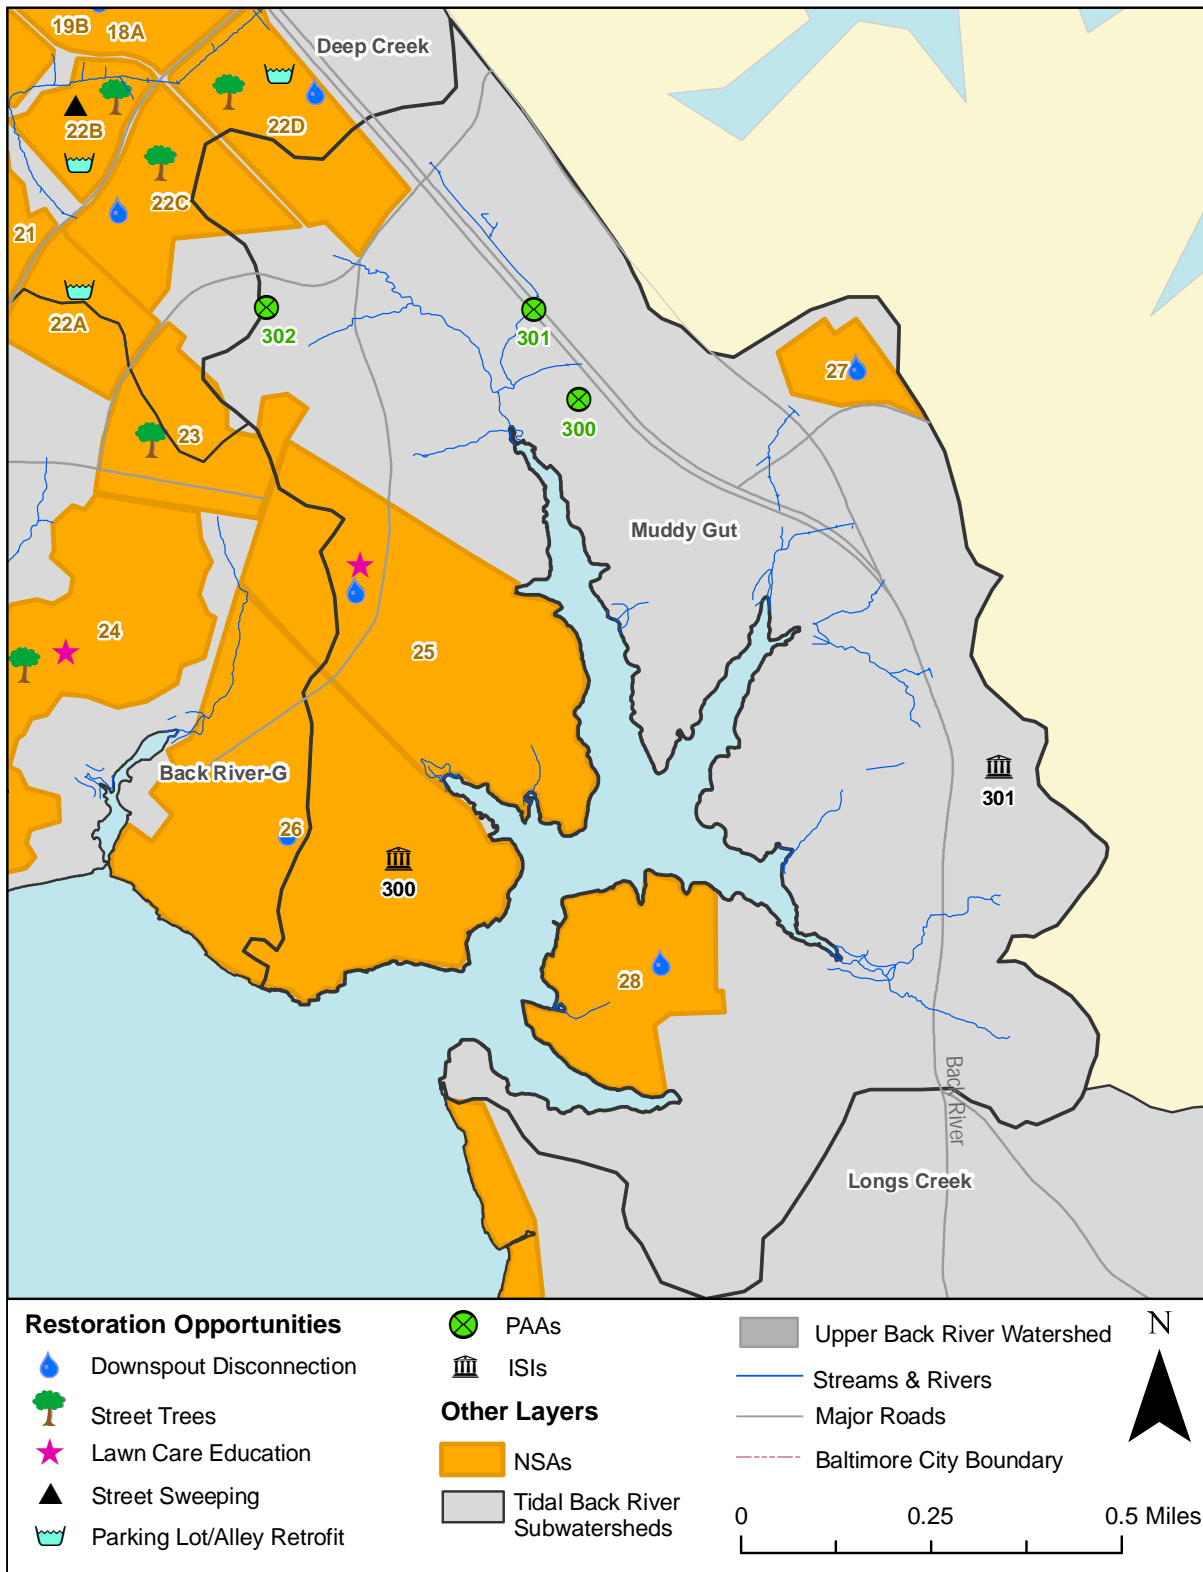 19B
18A
Deep Creek
22B
22D
22C
21
22A
302
301
27
300
23
Muddy Gut
24
25
Back River-G
301
26
300
28
Back River
Longs Creek
Restoration Opportunities
Downspout Disconnection
Street Trees
Lawn Care Education
Street Sweeping
Parking Lot/Alley Retrofit
PAAs
ISIs
Other Layers
NSAs
Tidal Back River
Subwatersheds
Upper Back River Watershed
Streams & Rivers
Major Roads
Baltimore City Boundary
N
0 0.25 0.5 Miles